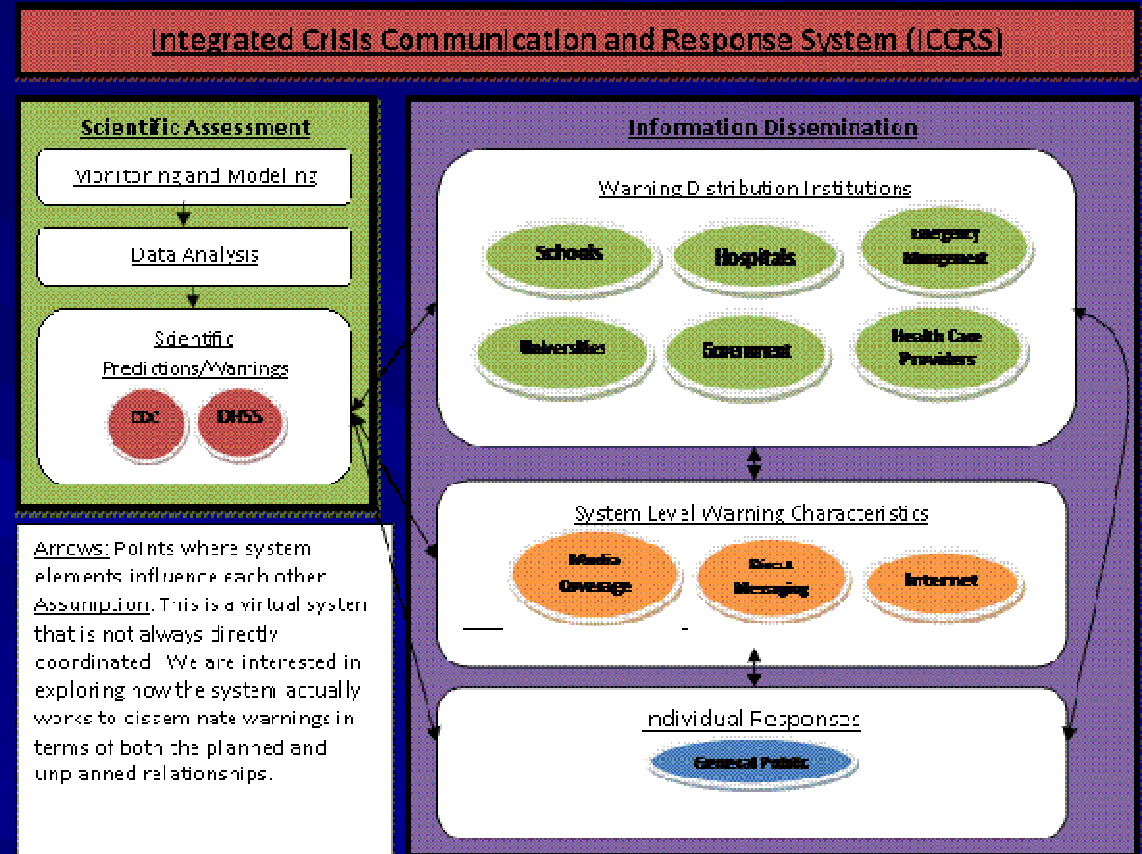 Integrated Crisis Communication and Response System (ICCRS)
Scientific Assessment
Monitoring and Modeling
Data Analysis
Scientific
Predictions/Warnings
CDC
Arrows: Points where system
elements influence each other
Assumption: This is a virtual system
that is not always directly
coordinated. We are interested in
exploring how the system actually
works to disseminate warnings in
terms of both the planned and
unplanned relationships.
Information Dissemination
Warning Distribution Institutions
Schools
Hospitals
Emergency
Management
Universities
Government
Health Care
Providers
System Level Warning Characteristics
Media
Coverage
Direct
Messaging
Internet
Individual Responses
General Public